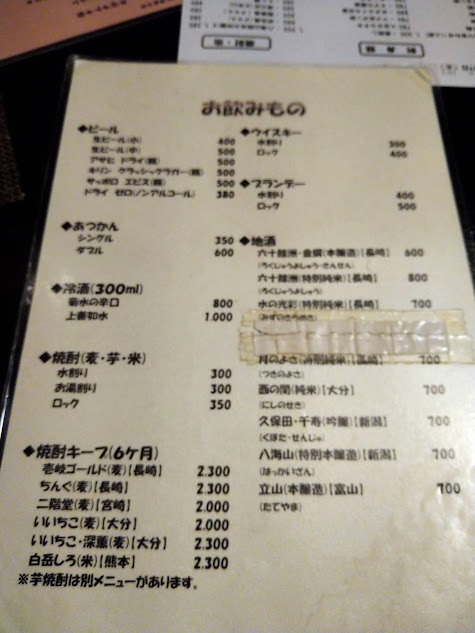 お飲みもの
◆ビール
生ビール(小) 400
生ビール(中) 500
アサヒ ドライ(瓶) 500
キリン クラッシックラガー(瓶) 500
サッポロ エビス(瓶) 500
ドライ ゼロ(ノンアルコール) 380
◆あつかん
シングル 350
ダブル 600
◆冷酒(300ml)
菊水の辛口 800
上善如水 1.000
◆焼酎(麦・芋・米)
水割り 300
お湯割り 300
ロック 350
◆焼酎キープ(6ケ月)
壱岐ゴールド(麦)【長崎】 2.300
ちんぐ(麦)【長崎】 2.300
二階堂(麦)【宮崎】 2.000
いいちこ(麦)【大分】 2.000
いいちこ・深薫(麦)【大分】 2.300
白岳しろ(米)【熊本】 2.300
※芋焼酎は別メニューがあります。
◆ウイスキー
水割り 300
ロック 400
◆ブランデー
水割り 400
ロック 500
◆地酒
六十餘洲・金鎭(本醸造)【長崎】 600
六十餘洲(特別純米)【長崎】 800
(ろくじゅうよしゅう)
水の光彩(特別純米)【長崎】 700
月のよさ(特別純米)【長崎】 700
(つきのよさ)
西の関(純米)【大分】 700
(にしのせき)
久保田・千寿(吟醸)【新潟】 700
(くぼた・せんじゅ)
八海山(特別本醸造)【新潟】 700
(はっかいざん)
立山(本醸造)【富山】 700
(たてやま)